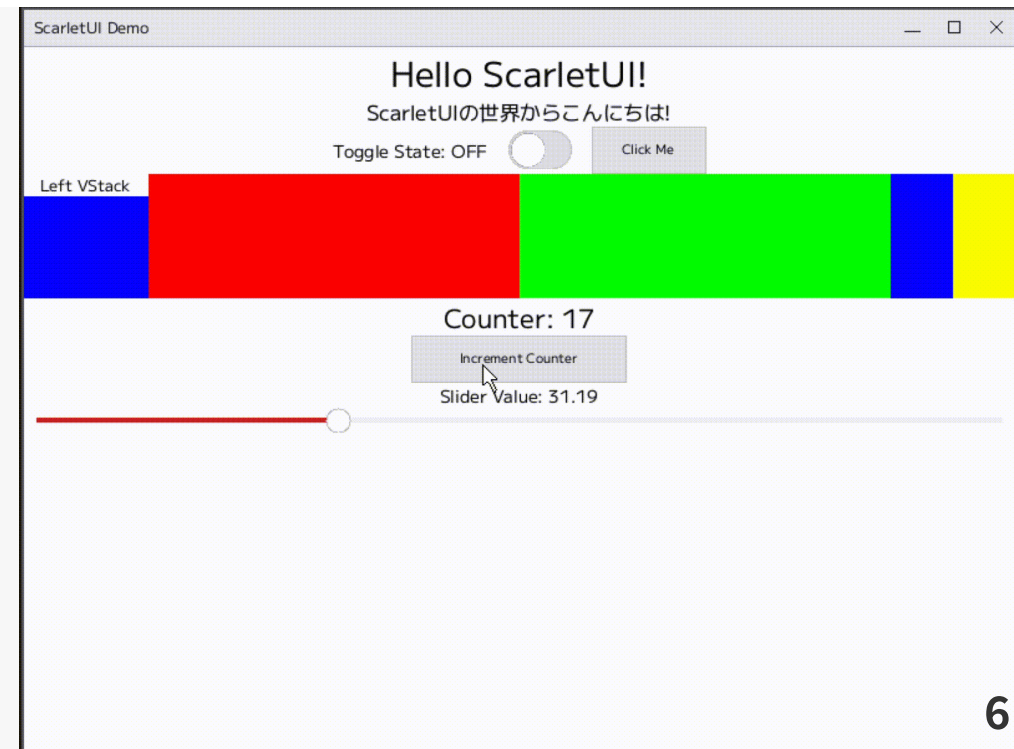 ScarletUI Demo
Hello ScarletUI!
ScarletUIの世界からこんにちは!
Toggle State: OFF
Click Me
Left VStack
Counter: 17
Increment Counter
Slider Value: 31.19
6